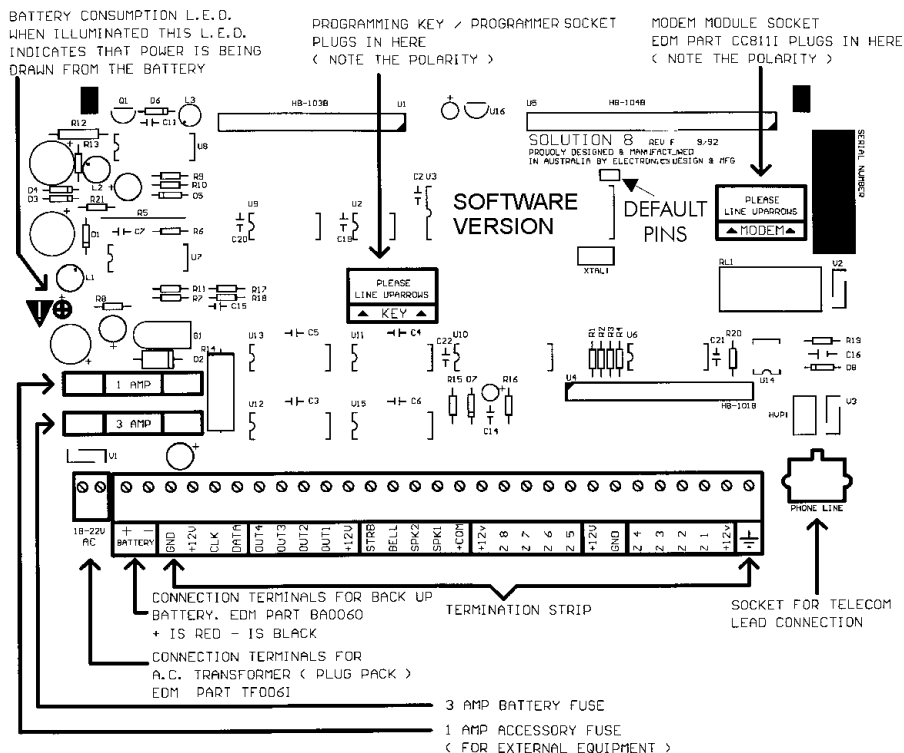 BATTERY CONSUMPTION L.E.D.
WHEN ILLUMINATED THIS L.E.D.
INDICATES THAT POWER IS BEING
DRAWN FROM THE BATTERY
PROGRAMMING KEY / PROGRAMMER SOCKET
PLUGS IN HERE
( NOTE THE POLARITY )
MODEM MODULE SOCKET
EDM PART CC8111 PLUGS IN HERE
( NOTE THE POLARITY )
Q1
D6
L3
C11
R12
R13
U8
HB-103B
U1
U16
U5
HB-104B
SOLUTION 8 REV F 9/92
PROUDLY DESIGNED & MANUFACTURED
IN AUSTRALIA BY ELECTRONICS DESIGN & MFG
SERIAL NUMBER
L2
D4
D3
R21
R9
R10
D5
R5
D1
C7
R6
U7
U9
C20
U2
C19
C2
U3
SOFTWARE
VERSION
DEFAULT
PINS
XTAL1
PLEASE
LINE UPARROWS
MODEM
RL1
V2
L1
R8
R11
R7
R17
R18
C15
PLEASE
LINE UPARROWS
KEY
B1
D2
R14
U13
C5
U11
C4
U10
C22
R1
R2
R3
R4
U6
C21
R20
U14
R19
C16
D8
1 AMP
3 AMP
U12
C3
U15
C6
R15
D7
R16
C14
U4
HB-101B
HVP1
V3
V1
PHONE LINE
18-22V
AC
+ -
BATTERY
GND
+12V
CLK
DATA
OUT4
OUT3
OUT2
OUT1
+12V
STRB
BELL
SPK2
SPK1
+COM
+12v
Z 8
Z 7
Z 6
Z 5
+12V
GND
Z 4
Z 3
Z 2
Z 1
+12v
CONNECTION TERMINALS FOR BACK UP
BATTERY. EDM PART BA0060
+ IS RED - IS BLACK
TERMINATION STRIP
SOCKET FOR TELECOM
LEAD CONNECTION
CONNECTION TERMINALS FOR
A.C. TRANSFORMER ( PLUG PACK )
EDM PART TF0061
3 AMP BATTERY FUSE
1 AMP ACCESSORY FUSE
( FOR EXTERNAL EQUIPMENT )